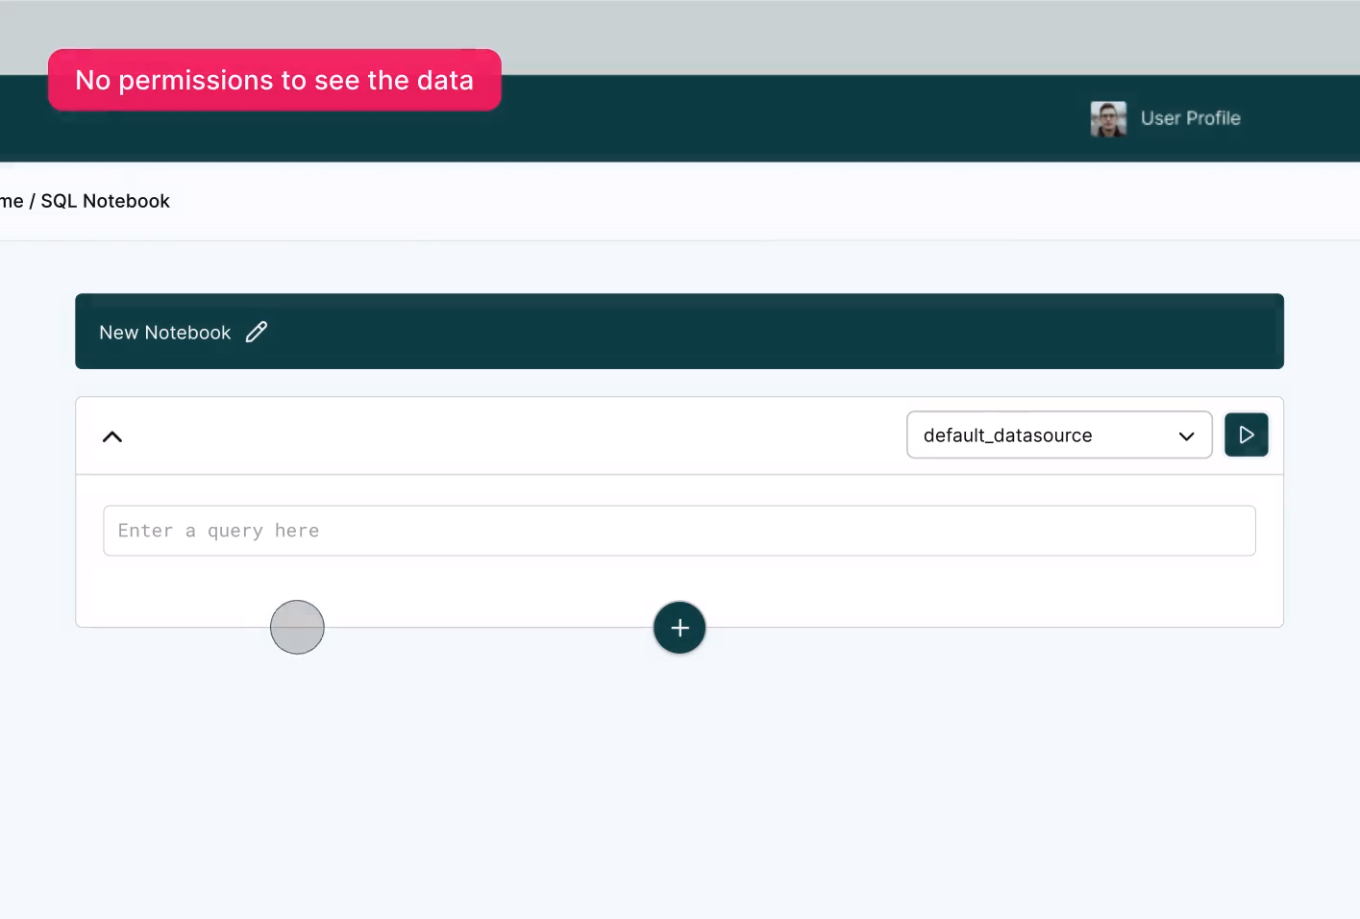 No permissions to see the data
User Profile
me / SQL Notebook
New Notebook
default_datasource
Enter a query here